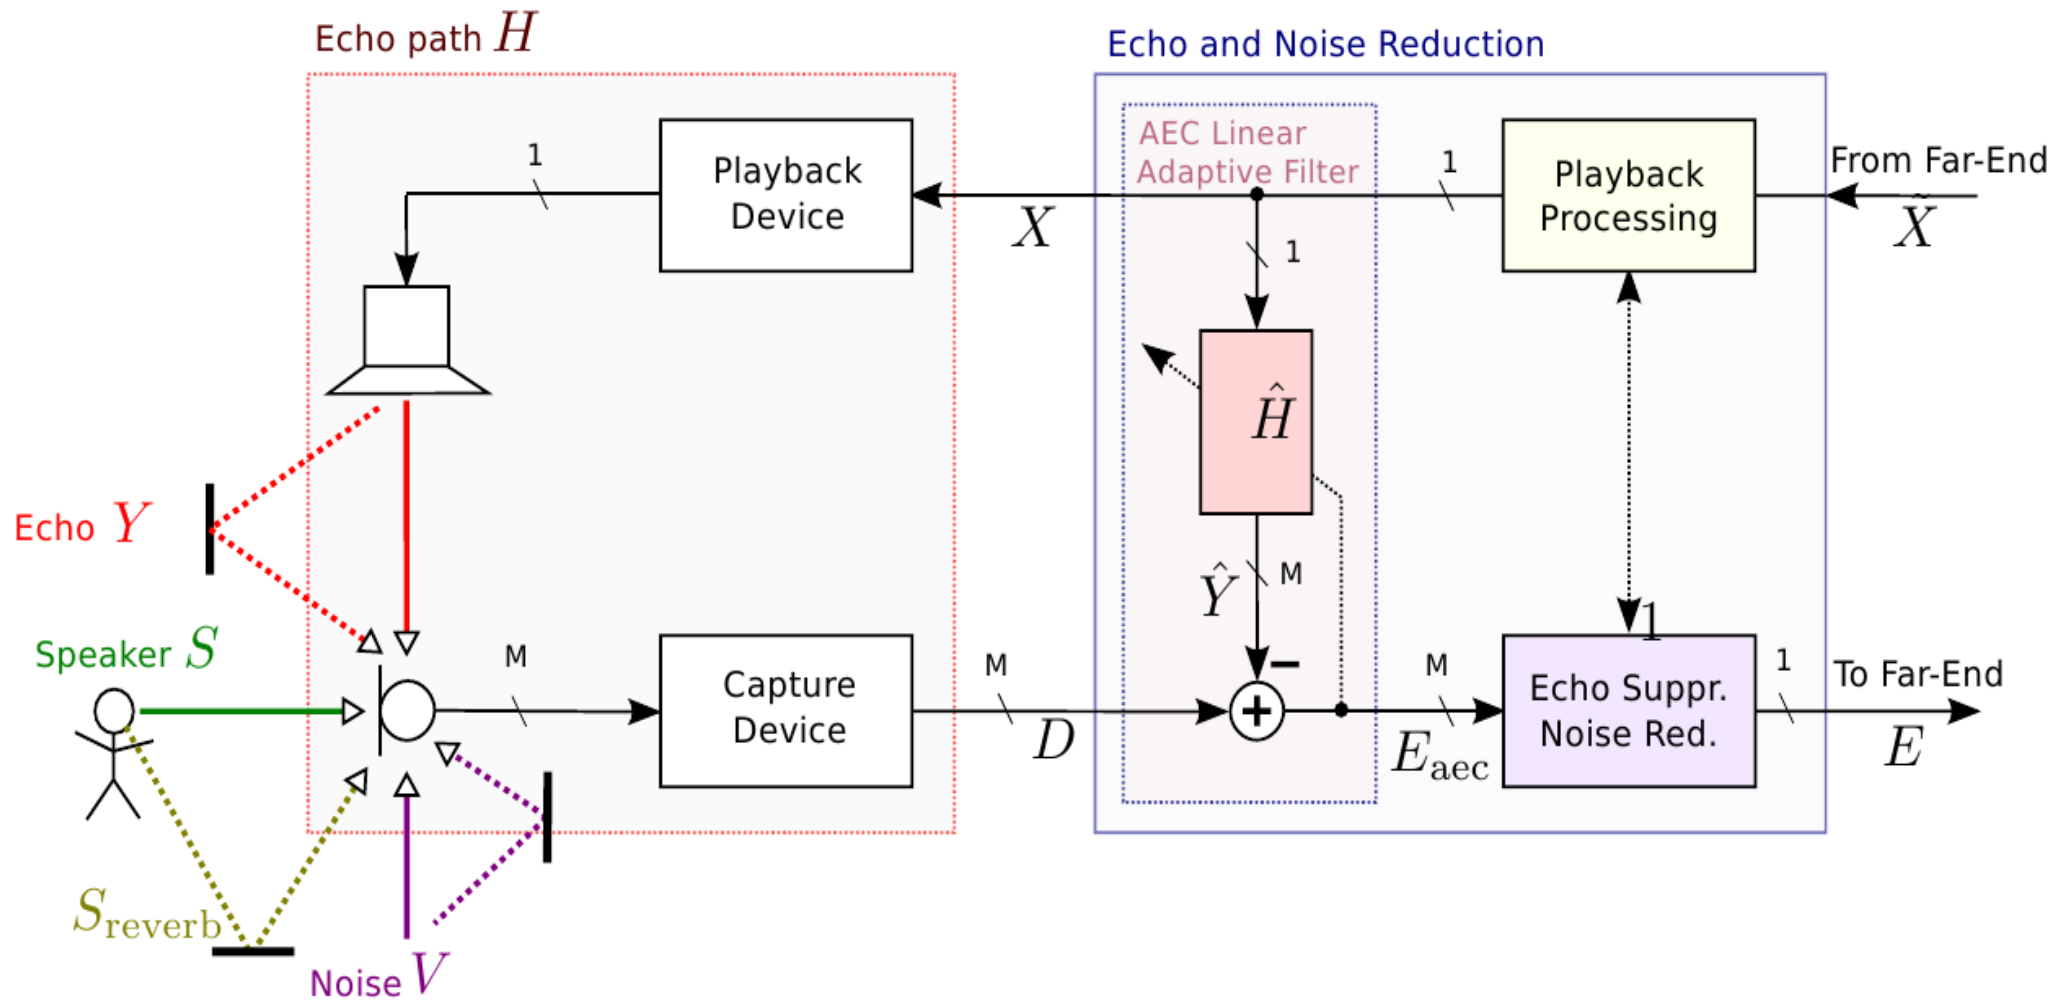 Echo path H
Echo and Noise Reduction
AEC Linear
Adaptive Filter
Playback
Device
Playback
Processing
From Far-End
X̃
X
1
1
1
Ĥ
Echo Y
Ŷ
M
Speaker S
M
Capture
Device
M
D
−
+
M
E_aec
1
Echo Suppr.
Noise Red.
1
To Far-End
E
S_reverb
Noise V